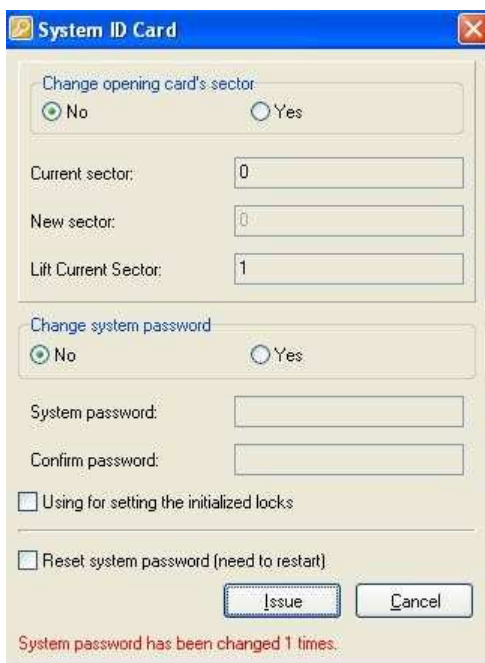 System ID Card
Change opening card's sector
No Yes
Current sector: 0
New sector: 0
Lift Current Sector: 1
Change system password
No Yes
System password:
Confirm password:
Using for setting the initialized locks
Reset system password (need to restart)
Issue Cancel
System password has been changed 1 times.